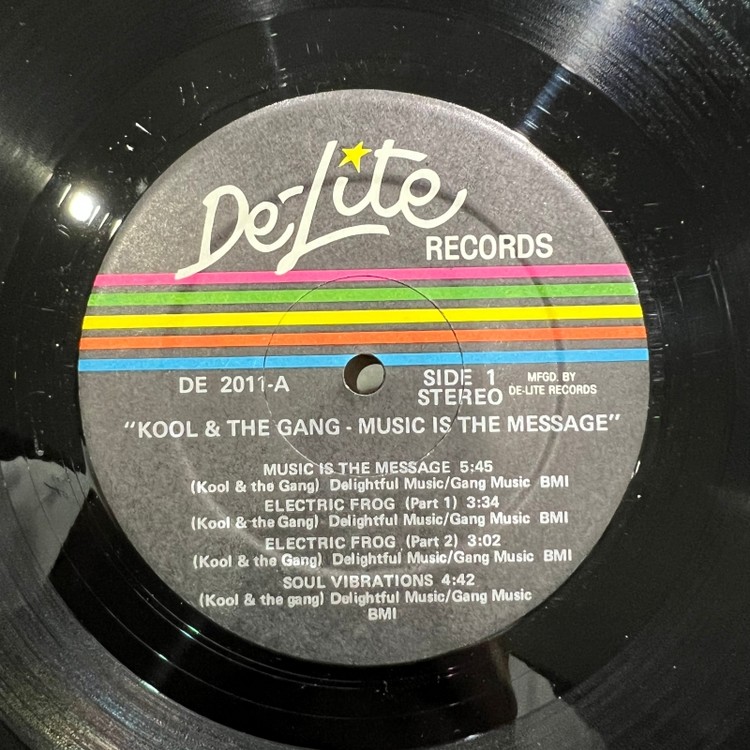 De-Lite
RECORDS
DE 2011-A
SIDE 1
STEREO
MFGD. BY
DE-LITE RECORDS
"KOOL & THE GANG - MUSIC IS THE MESSAGE"
MUSIC IS THE MESSAGE 5:45
(Kool & the Gang) Delightful Music/Gang Music BMI
ELECTRIC FROG (Part 1) 3:34
(Kool & the Gang) Delightful Music/Gang Music BMI
ELECTRIC FROG (Part 2) 3:02
(Kool & the Gang) Delightful Music/Gang Music BMI
SOUL VIBRATIONS 4:42
(Kool & the gang) Delightful Music/Gang Music
BMI